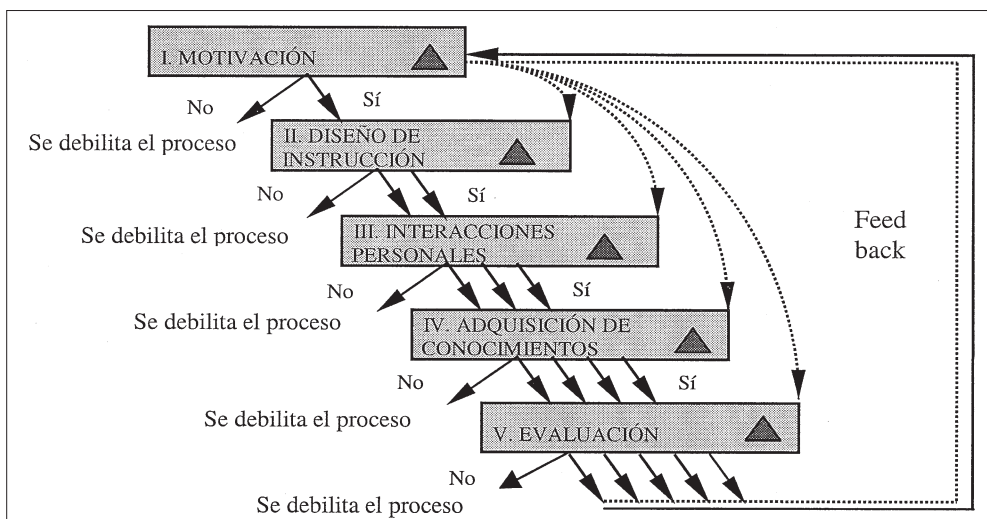 I. MOTIVACIÓN
No
Sí
Se debilita el proceso
II. DISEÑO DE
INSTRUCCIÓN
No
Sí
Se debilita el proceso
III. INTERACCIONES
PERSONALES
No
Sí
Se debilita el proceso
IV. ADQUISICIÓN DE
CONOCIMIENTOS
No
Sí
Se debilita el proceso
V. EVALUACIÓN
No
Se debilita el proceso
Feed
back